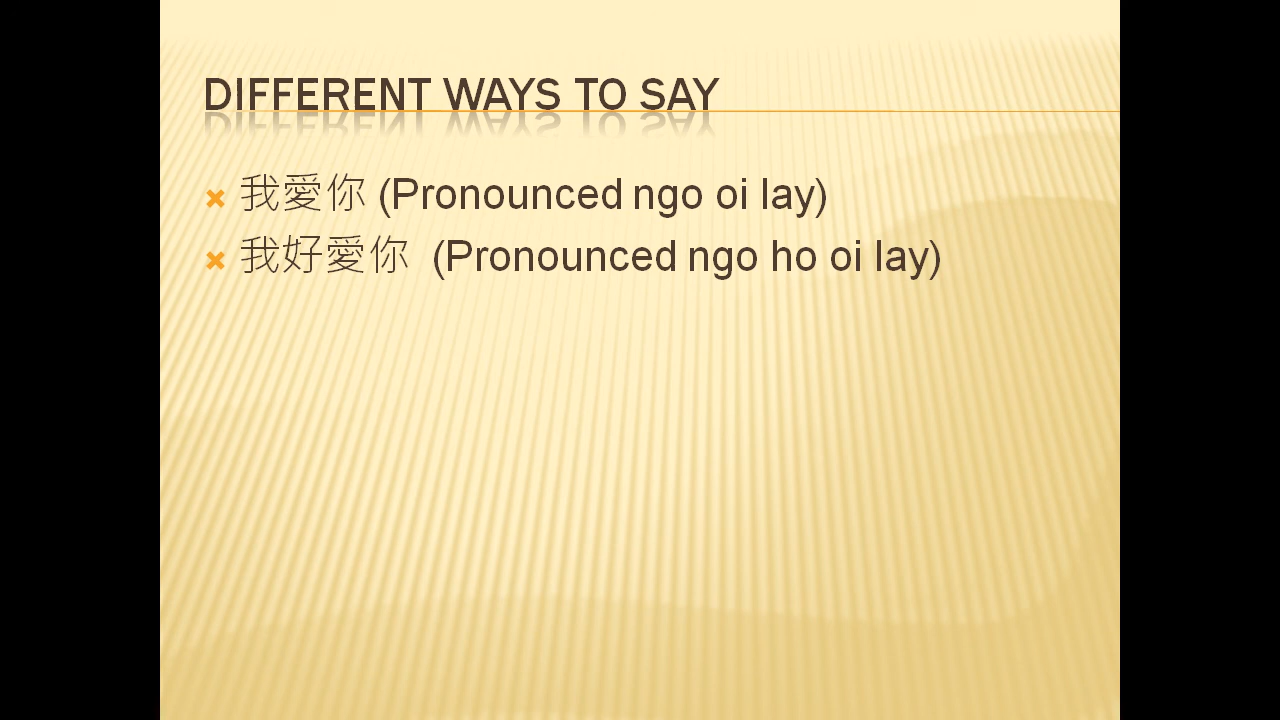 DIFFERENT WAYS TO SAY
我愛你 (Pronounced ngo oi lay)
我好愛你 (Pronounced ngo ho oi lay)